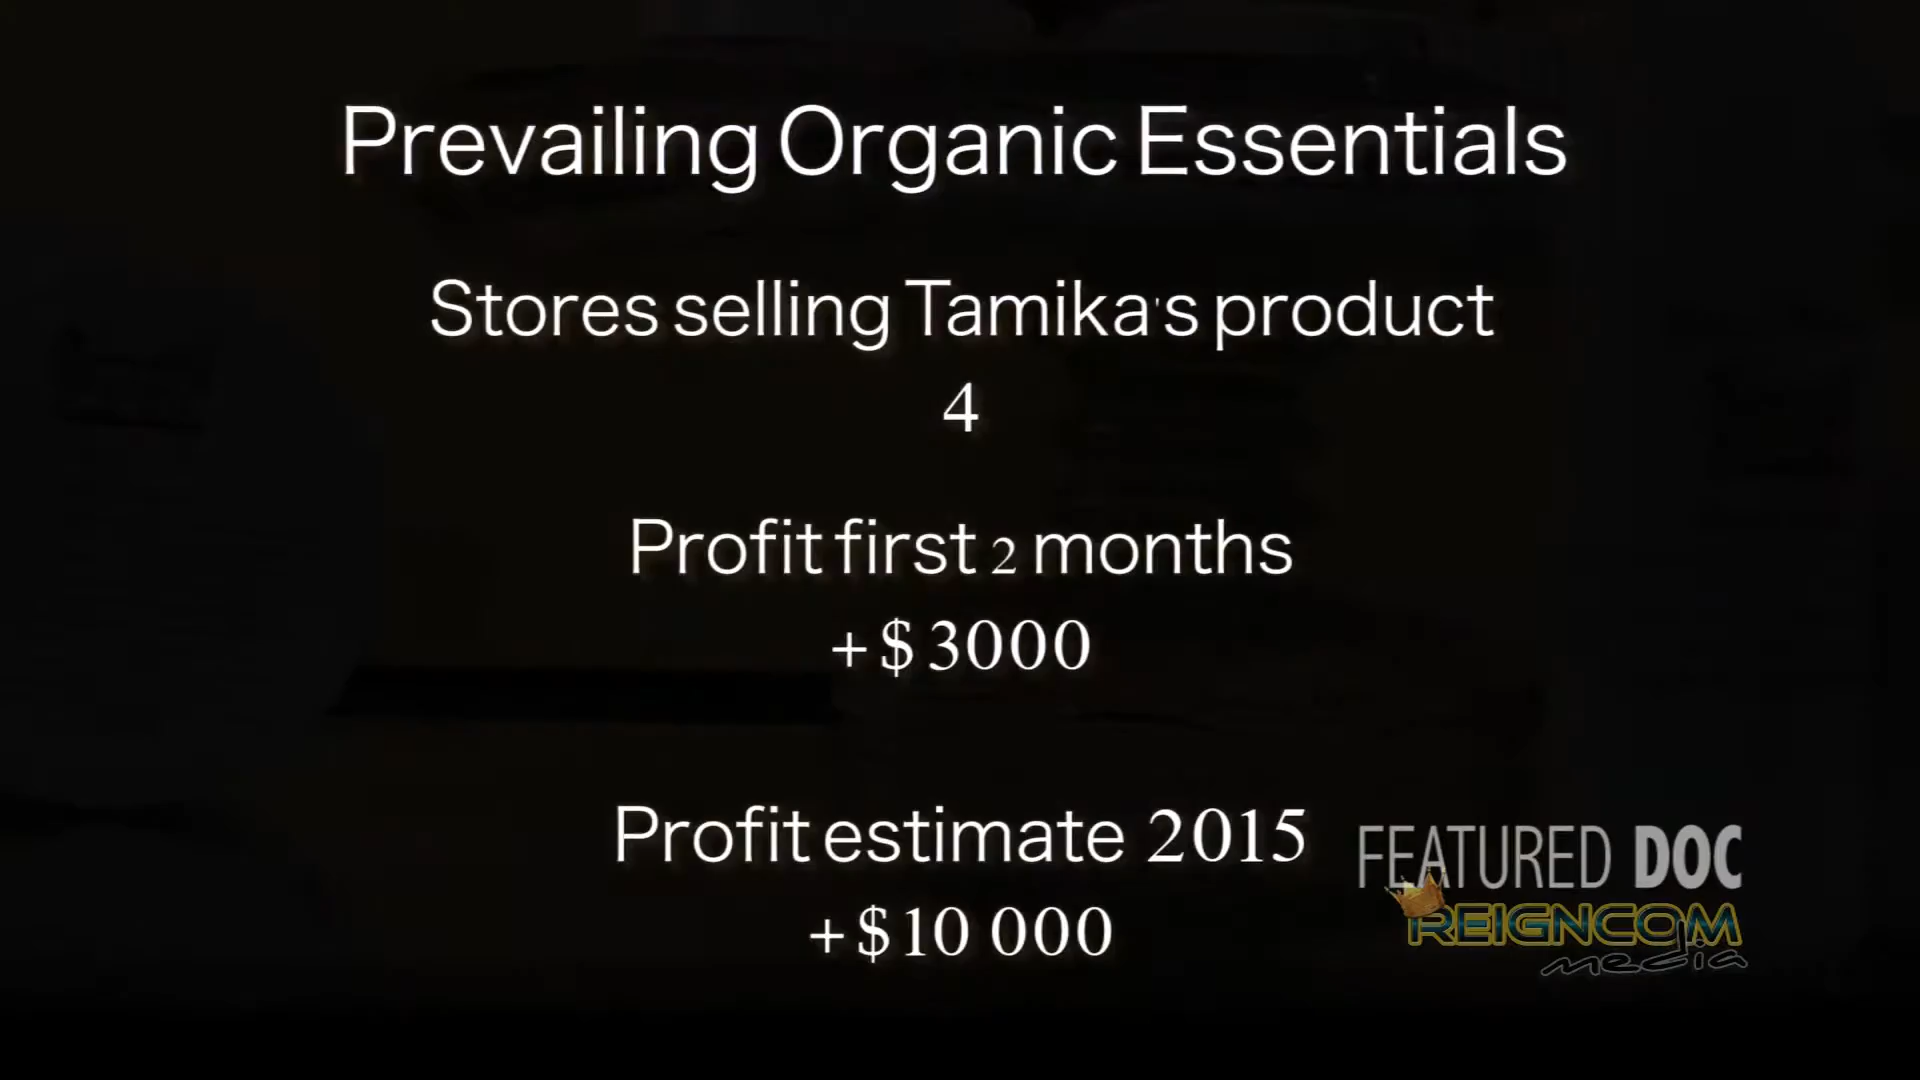 Prevailing Organic Essentials
Stores selling Tamika's product
4
Profit first 2 months
+$3000
Profit estimate 2015
+$10 000
FEATURED DOC
REIGNCOM
media